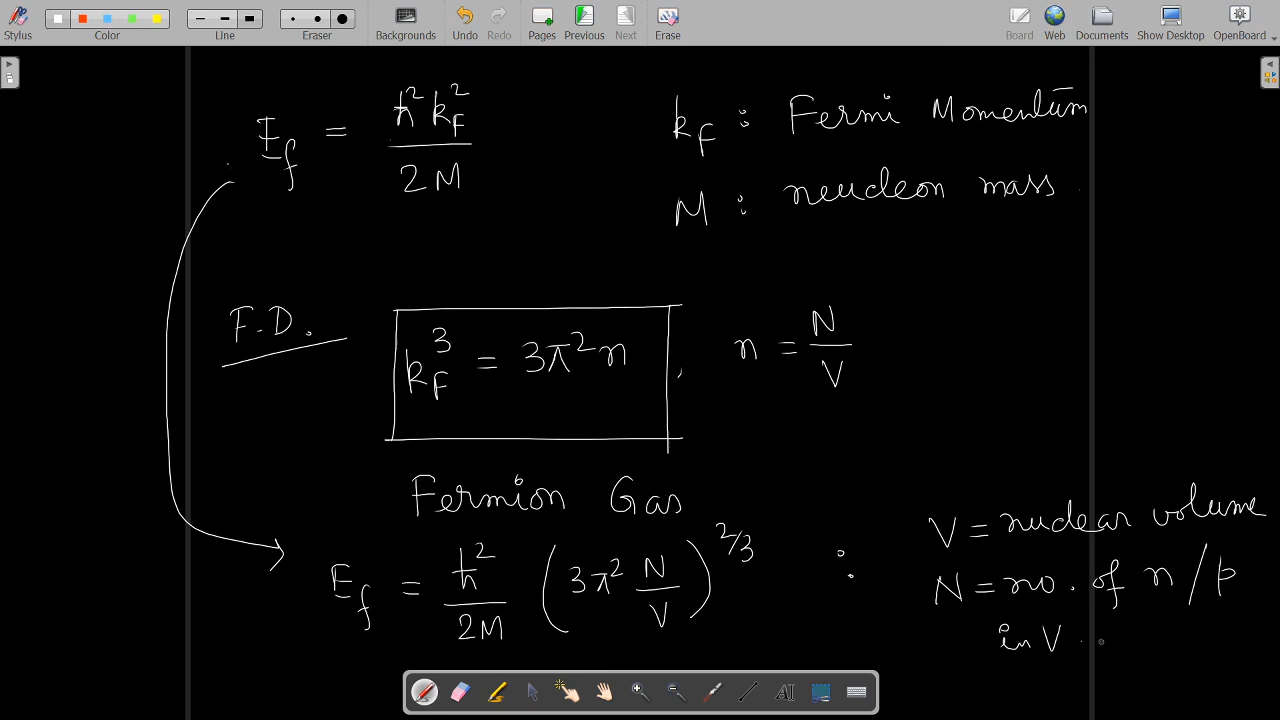 Stylus Color Line Eraser Backgrounds Undo Redo Pages Previous Next Erase Board Web Documents Show Desktop OpenBoard
E_f = ħ² k_F² / 2M
k_F : Fermi Momentum
M : neucleon mass
F.D.
k_F³ = 3π²n , n = N / V
Fermion Gas
E_f = ħ² / 2M (3π² N / V)^2/3 :
V = nuclear volume
N = no. of n/p
in V.